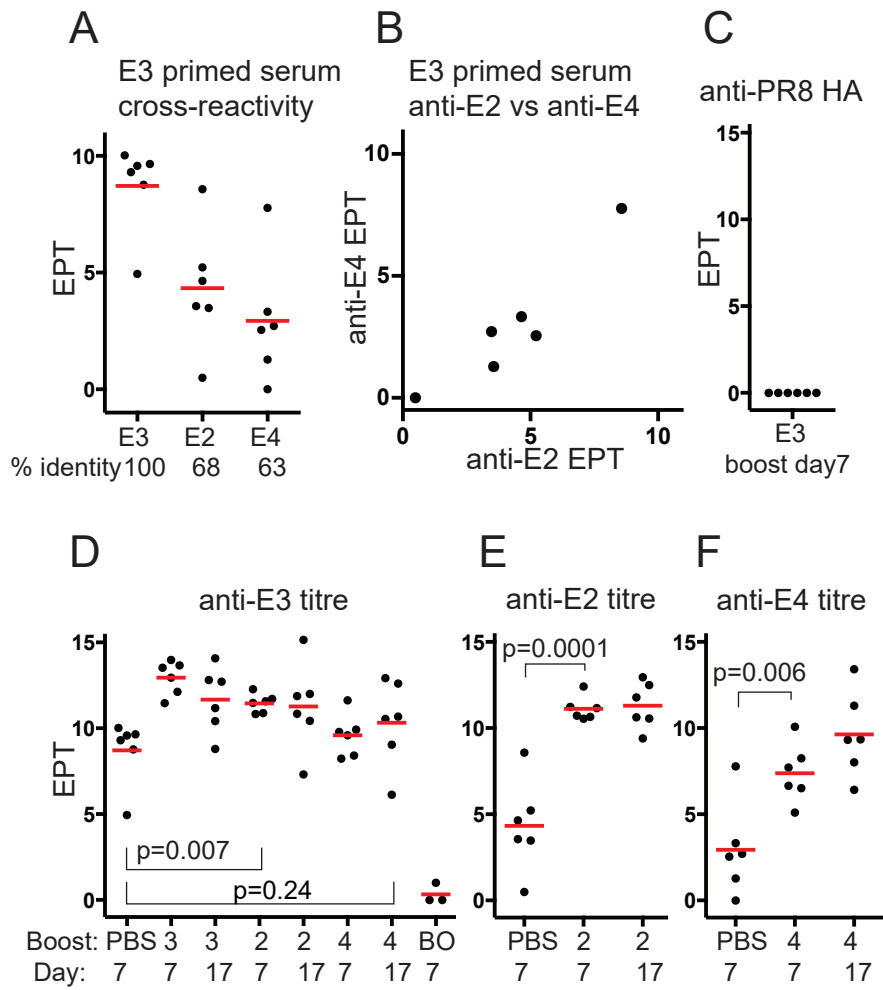 A
E3 primed serum
cross-reactivity
EPT
10
5
0
E3 E2 E4
% identity 100 68 63
B
E3 primed serum
anti-E2 vs anti-E4
anti-E4 EPT
10
5
0
0 5 10
anti-E2 EPT
C
anti-PR8 HA
EPT
15
10
5
0
E3
boost day7
D
anti-E3 titre
EPT
15
10
5
0
p=0.007
p=0.24
Boost: PBS 3 3 2 2 4 4 BO
Day: 7 7 17 7 17 7 17 7
E
anti-E2 titre
15
10
5
0
p=0.0001
PBS 2 2
7 7 17
F
anti-E4 titre
15
10
5
0
p=0.006
PBS 4 4
7 7 17